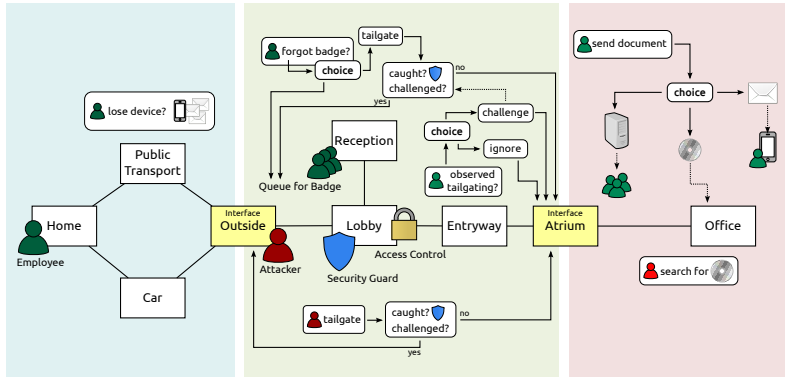 lose device?
Public
Transport
Home
Employee
Car
Interface
Outside
Attacker
forgot badge?
choice
tailgate
caught?
challenged?
no
yes
challenge
choice
ignore
observed
tailgating?
Reception
Queue for Badge
Lobby
Access Control
Security Guard
Entryway
Interface
Atrium
tailgate
caught?
challenged?
no
yes
send document
choice
Office
search for